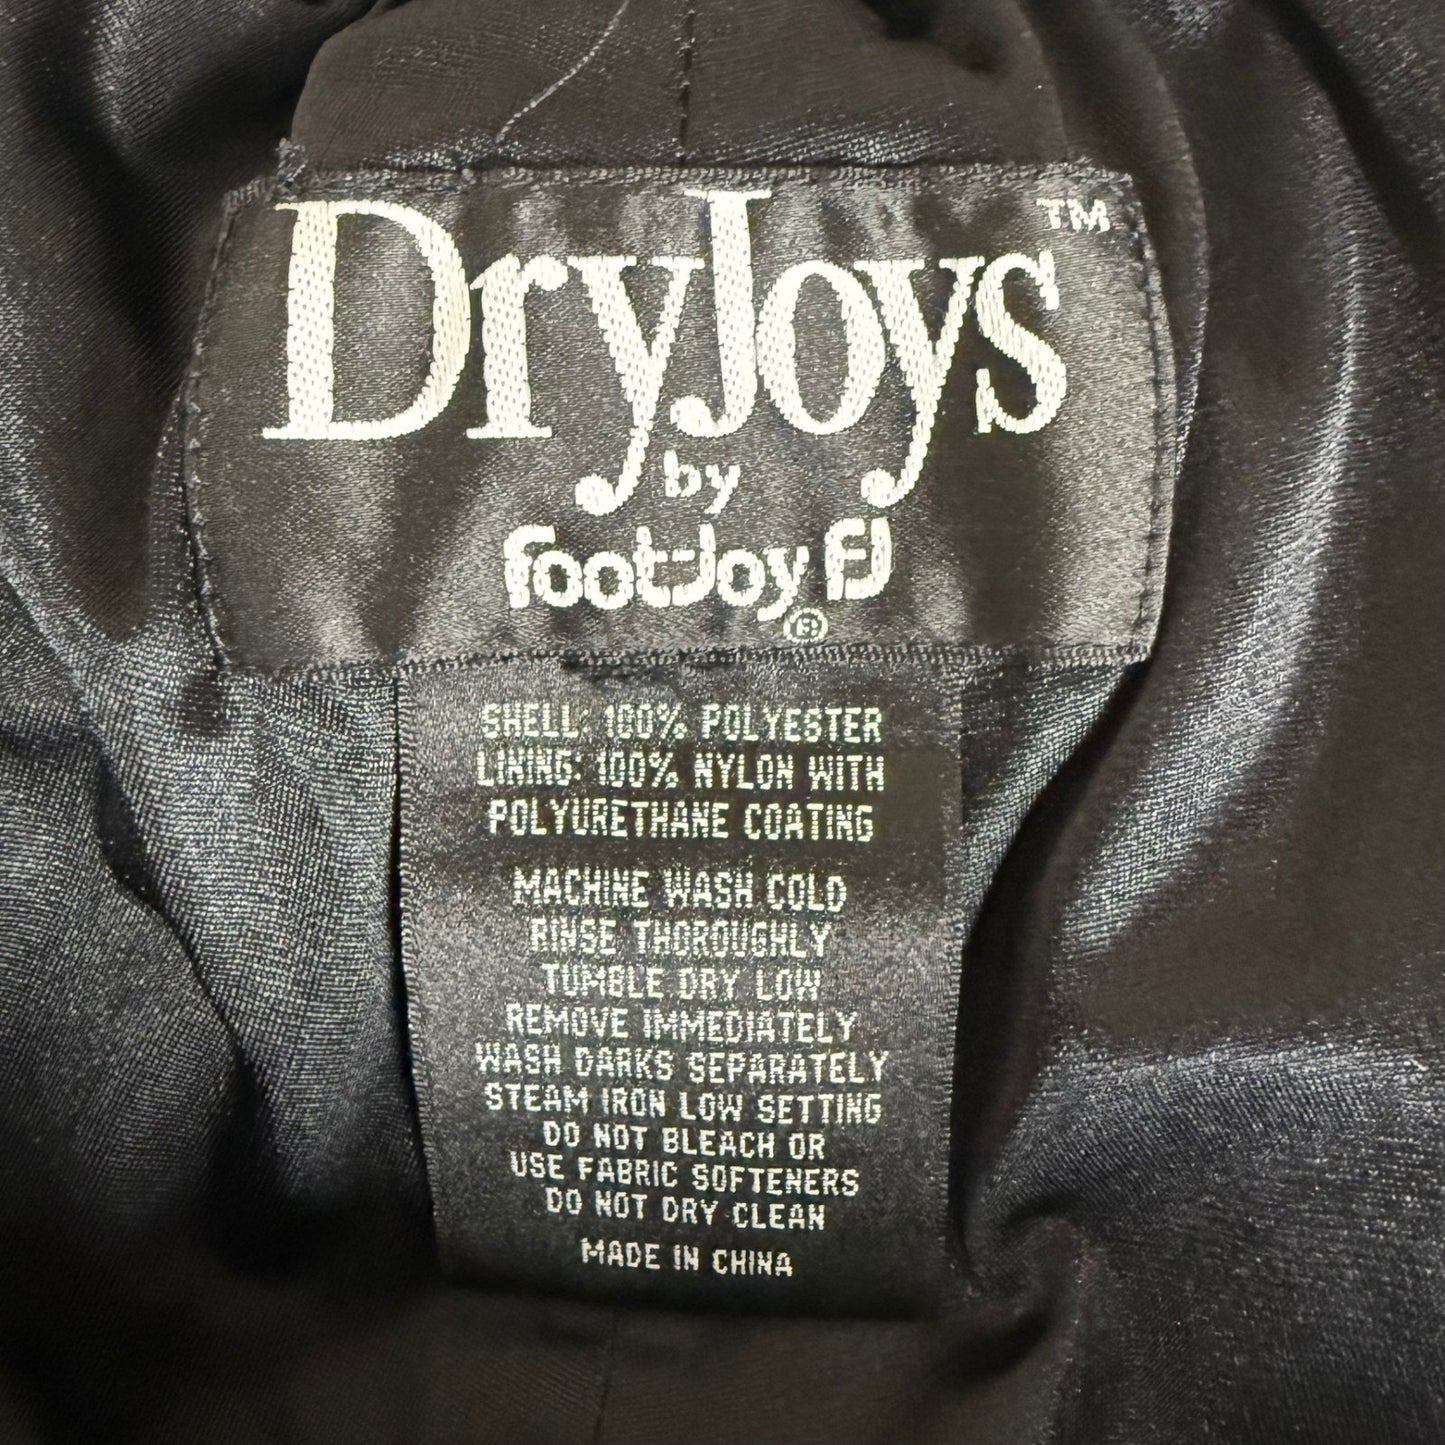 DryJoys™
by
FootJoy FJ®
SHELL: 100% POLYESTER
LINING: 100% NYLON WITH
POLYURETHANE COATING
MACHINE WASH COLD
RINSE THOROUGHLY
TUMBLE DRY LOW
REMOVE IMMEDIATELY
WASH DARKS SEPARATELY
STEAM IRON LOW SETTING
DO NOT BLEACH OR
USE FABRIC SOFTENERS
DO NOT DRY CLEAN
MADE IN CHINA